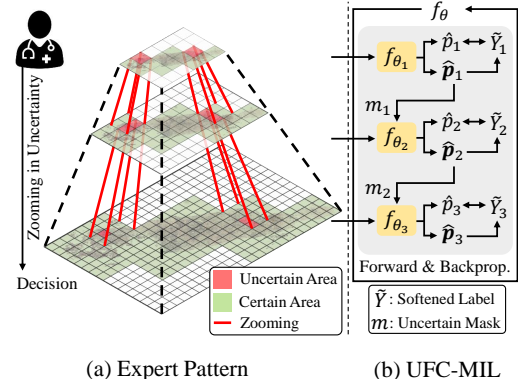 Zooming in Uncertainty
Decision
Uncertain Area
Certain Area
Zooming
(a) Expert Pattern
f_θ
f_θ₁
p̂₁
Ỹ₁
𝒑̂₁
m₁
f_θ₂
p̂₂
Ỹ₂
𝒑̂₂
m₂
f_θ₃
p̂₃
Ỹ₃
𝒑̂₃
Forward & Backprop.
Ỹ : Softened Label
m : Uncertain Mask
(b) UFC-MIL